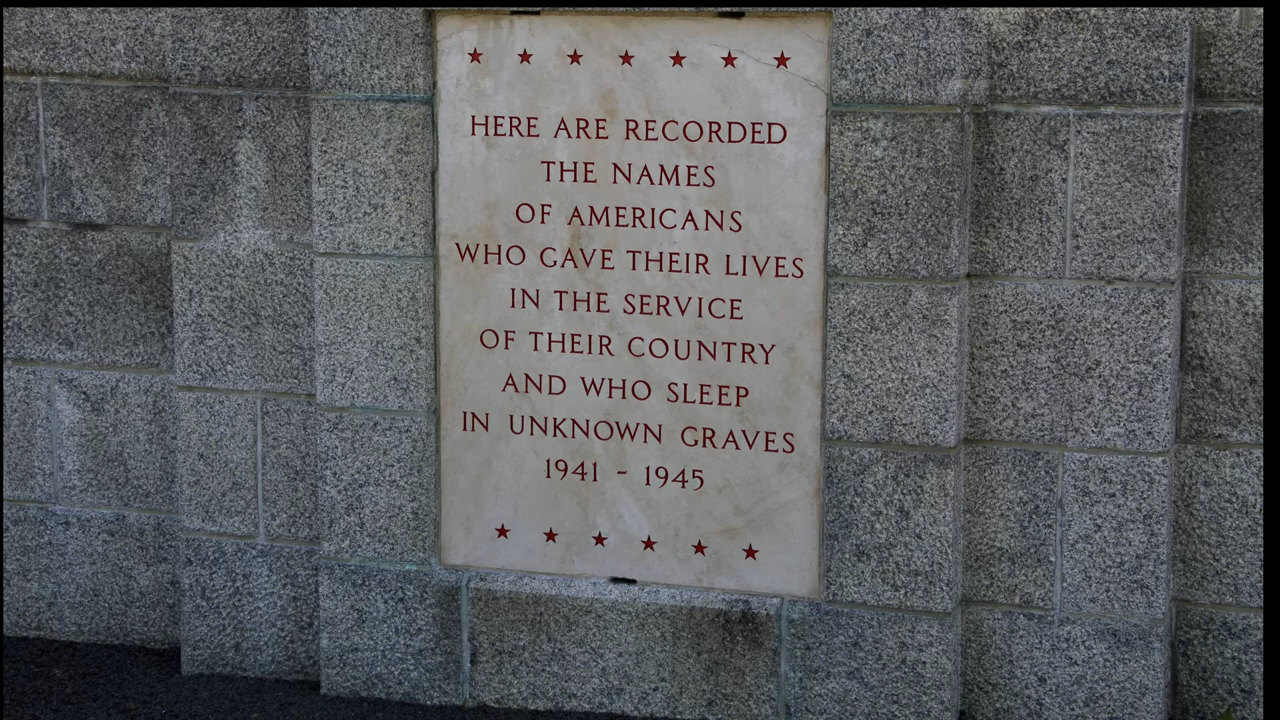 HERE ARE RECORDED
THE NAMES
OF AMERICANS
WHO GAVE THEIR LIVES
IN THE SERVICE
OF THEIR COUNTRY
AND WHO SLEEP
IN UNKNOWN GRAVES
1941 - 1945